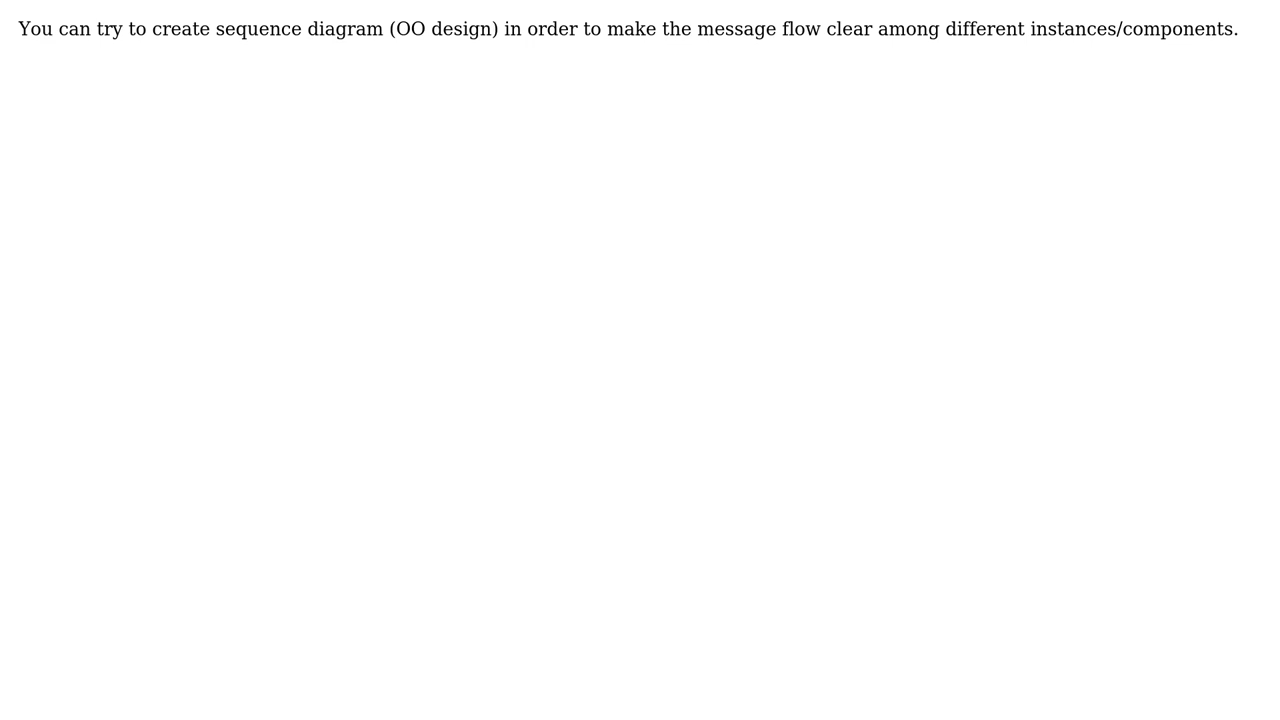 You can try to create sequence diagram (OO design) in order to make the message flow clear among different instances/components.